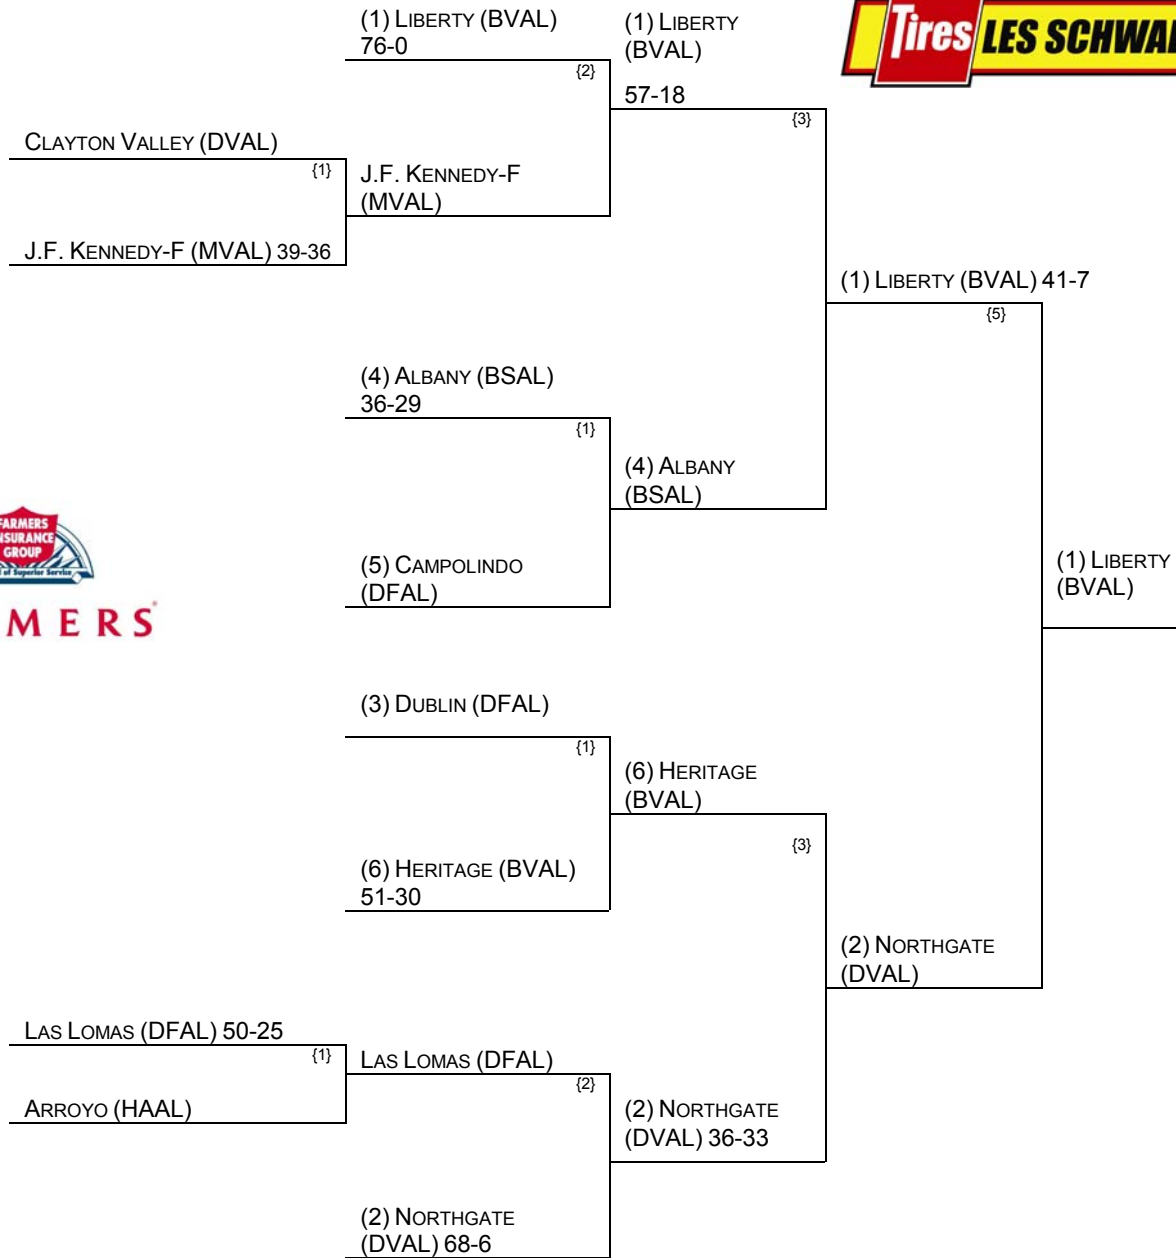 (1) LIBERTY (BVAL)
76-0
{2}
(1) LIBERTY
(BVAL)
57-18
{3}
Tires LES
CLAYTON VALLEY (DVAL)
{1}
J.F. KENNEDY-F
(MVAL)
J.F. KENNEDY-F (MVAL) 39-36
(1) LIBERTY (BVAL) 41-7
{5}
(4) ALBANY (BSAL)
36-29
{1}
(4) ALBANY
(BSAL)
FARMERS
INSURANCE
GROUP
MERS
(5) CAMPOLINDO
(DFAL)
(1) LIBERTY
(BVAL)
(3) DUBLIN (DFAL)
{1}
(6) HERITAGE
(BVAL)
{3}
(6) HERITAGE (BVAL)
51-30
(2) NORTHGATE
(DVAL)
LAS LOMAS (DFAL) 50-25
{1}
LAS LOMAS (DFAL)
{2}
ARROYO (HAAL)
(2) NORTHGATE
(DVAL) 36-33
(2) NORTHGATE
(DVAL) 68-6